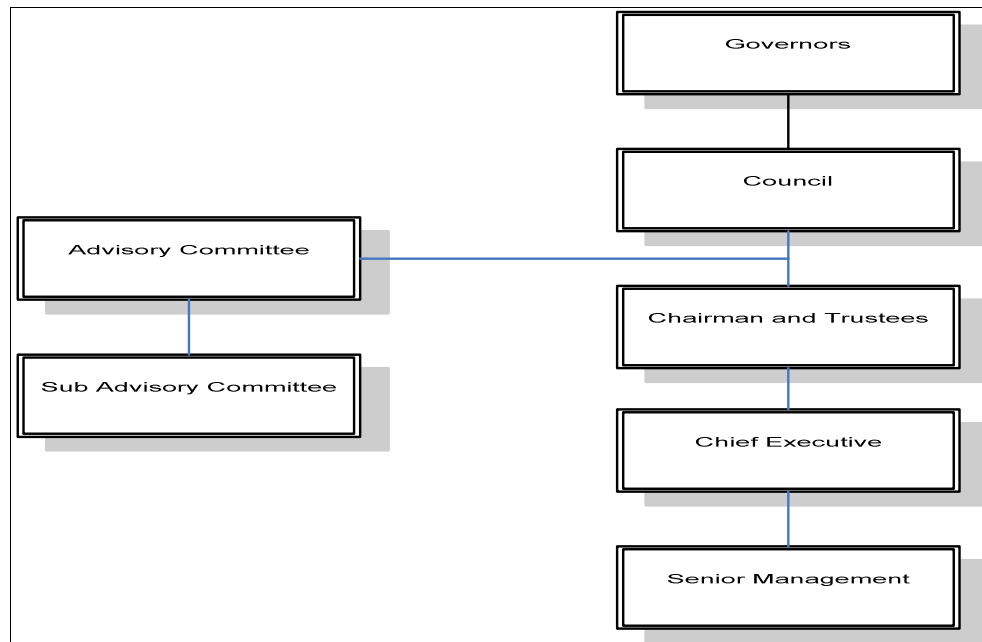 Governors
Council
Advisory Committee
Chairman and Trustees
Sub Advisory Committee
Chief Executive
Senior Management